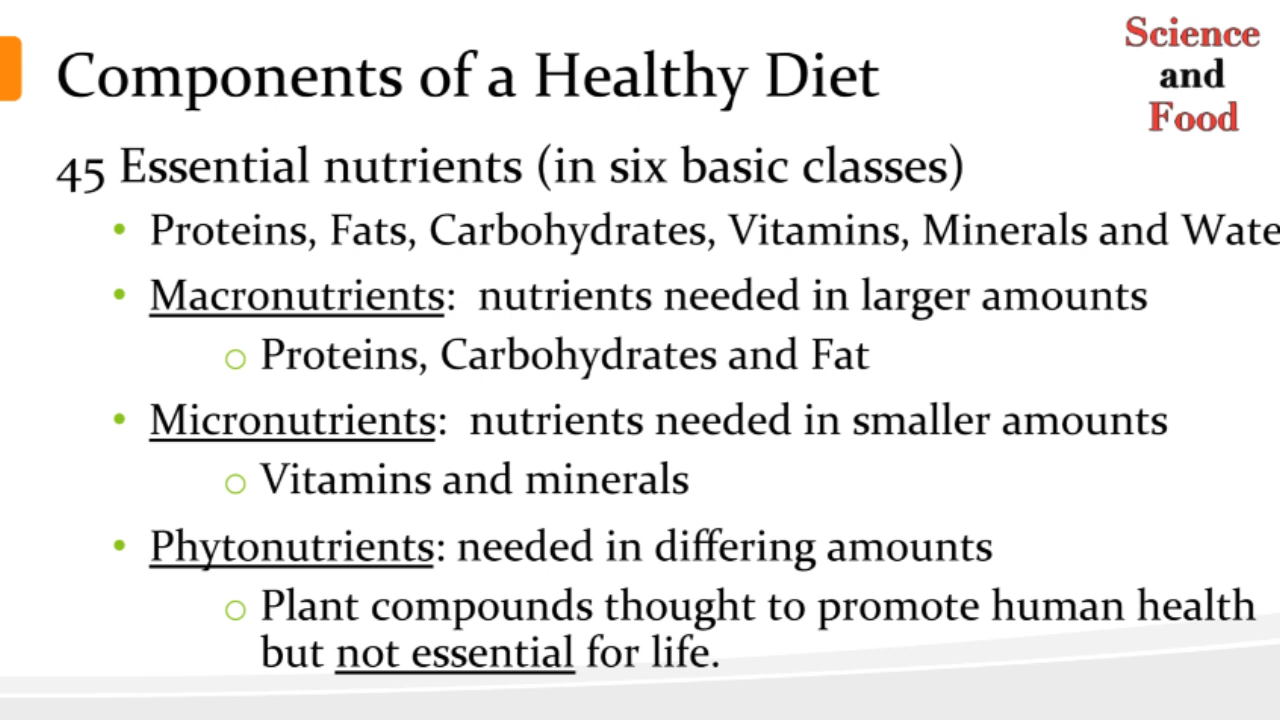 Science
and
Food
Components of a Healthy Diet
45 Essential nutrients (in six basic classes)
• Proteins, Fats, Carbohydrates, Vitamins, Minerals and Wate
• Macronutrients: nutrients needed in larger amounts
○ Proteins, Carbohydrates and Fat
• Micronutrients: nutrients needed in smaller amounts
○ Vitamins and minerals
• Phytonutrients: needed in differing amounts
○ Plant compounds thought to promote human health
but not essential for life.